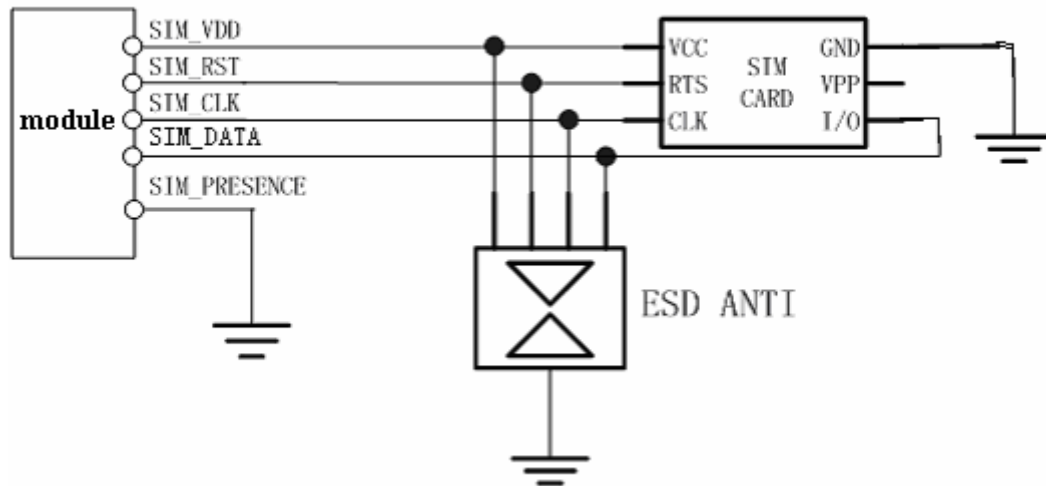 SIM_VDD
SIM_RST
SIM_CLK
module
SIM_DATA
SIM_PRESENCE
VCC
GND
RTS
SIM
CARD
VPP
CLK
I/O
ESD ANTI